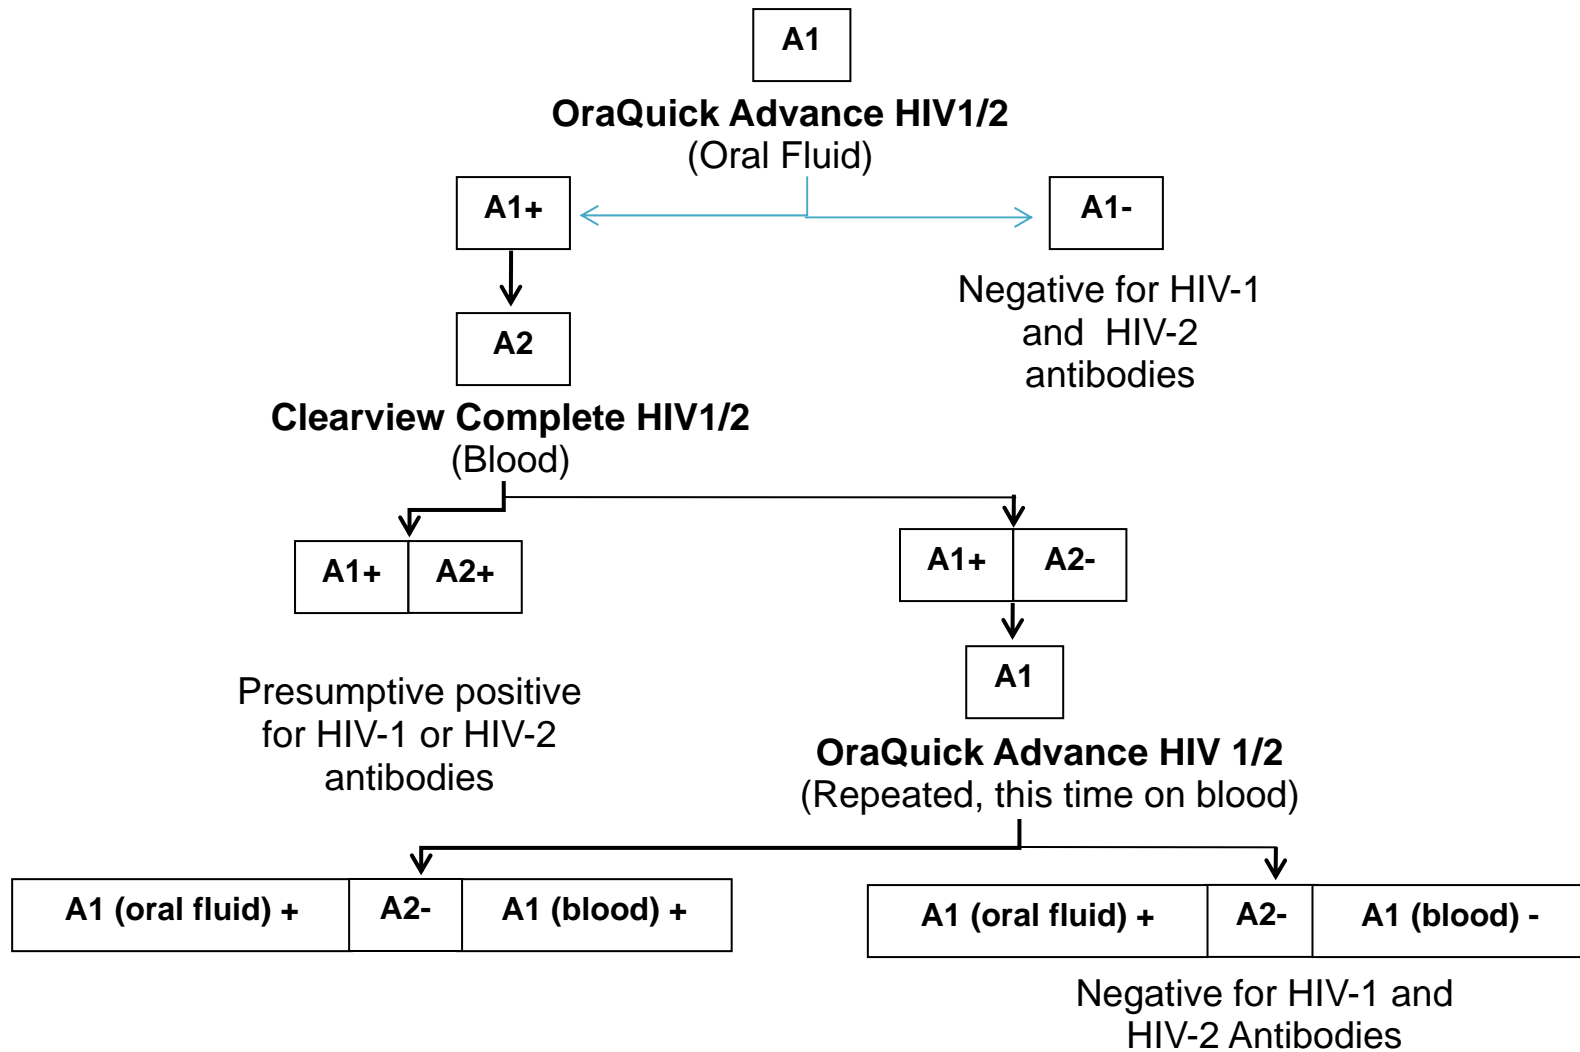 A1
OraQuick Advance HIV1/2
(Oral Fluid)
A1+
A1-
Negative for HIV-1
and HIV-2
antibodies
A2
Clearview Complete HIV1/2
(Blood)
A1+ A2+
A1+ A2-
Presumptive positive
for HIV-1 or HIV-2
antibodies
A1
OraQuick Advance HIV 1/2
(Repeated, this time on blood)
A1 (oral fluid) + A2- A1 (blood) +
A1 (oral fluid) + A2- A1 (blood) -
Negative for HIV-1 and
HIV-2 Antibodies